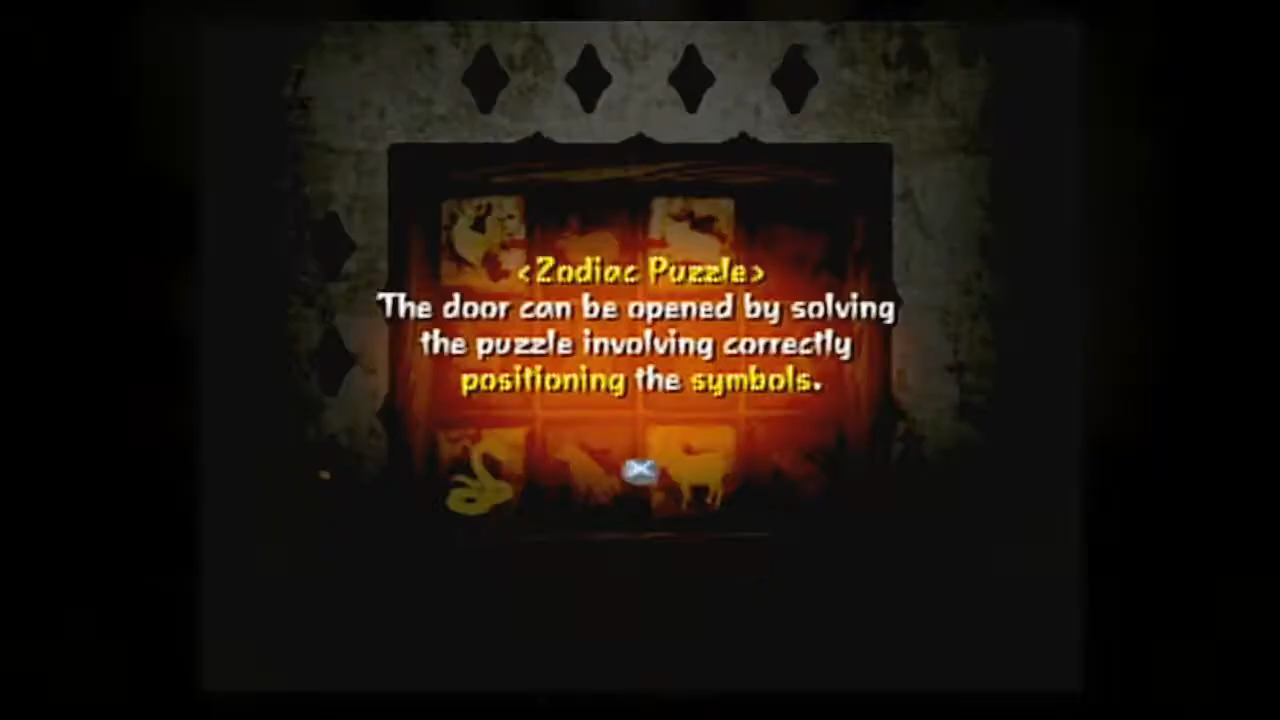 <Zodiac Puzzle>
The door can be opened by solving
the puzzle involving correctly
positioning the symbols.